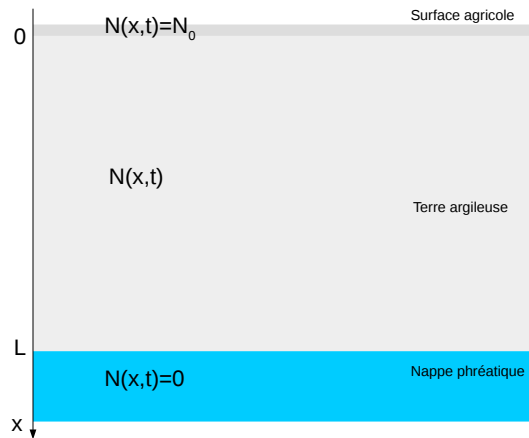 Surface agricole
N(x,t)=N₀
0
N(x,t)
Terre argileuse
L
Nappe phréatique
N(x,t)=0
x